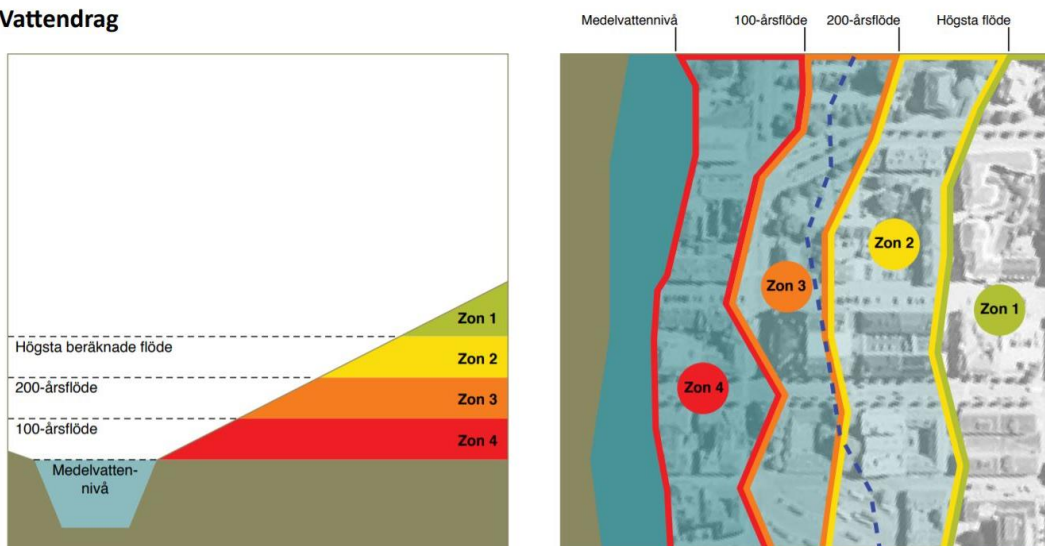 Vattendrag
Zon 1
Högsta beräknade flöde
Zon 2
200-årsflöde
Zon 3
100-årsflöde
Zon 4
Medelvatten-
nivå
Medelvattennivå
100-årsflöde
200-årsflöde
Högsta flöde
Zon 2
Zon 3
Zon 1
Zon 4